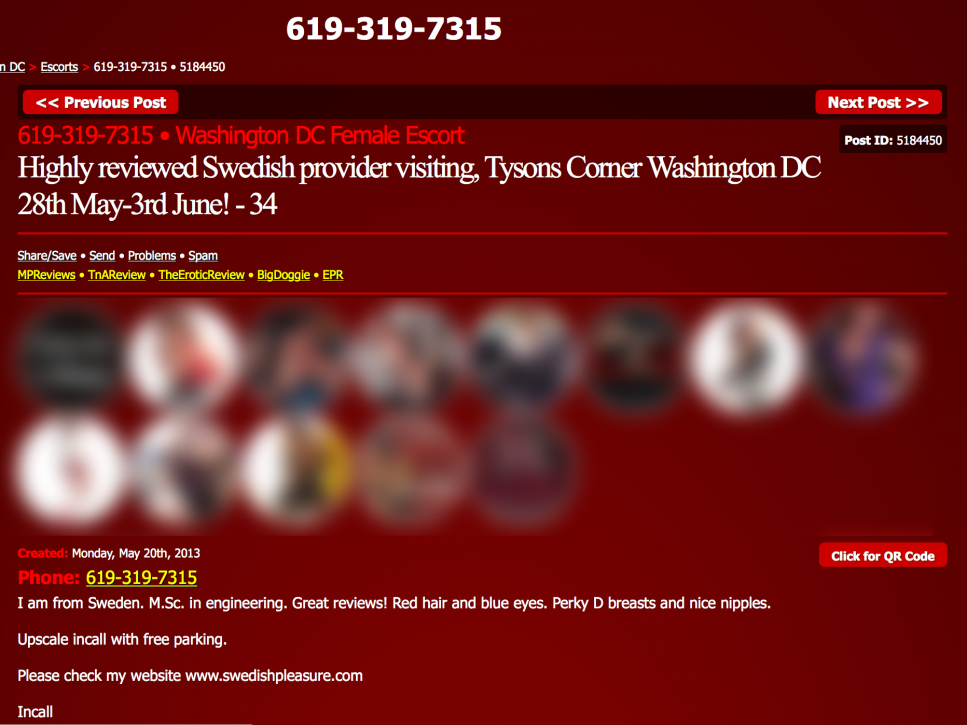 619-319-7315
n DC > Escorts > 619-319-7315 • 5184450
<< Previous Post
Next Post >>
619-319-7315 • Washington DC Female Escort
Post ID: 5184450
Highly reviewed Swedish provider visiting, Tysons Corner Washington DC
28th May-3rd June! - 34
Share/Save • Send • Problems • Spam
MPReviews • TnAReview • TheEroticReview • BigDoggie • EPR
Created: Monday, May 20th, 2013
Click for QR Code
Phone: 619-319-7315
I am from Sweden. M.Sc. in engineering. Great reviews! Red hair and blue eyes. Perky D breasts and nice nipples.
Upscale incall with free parking.
Please check my website www.swedishpleasure.com
Incall